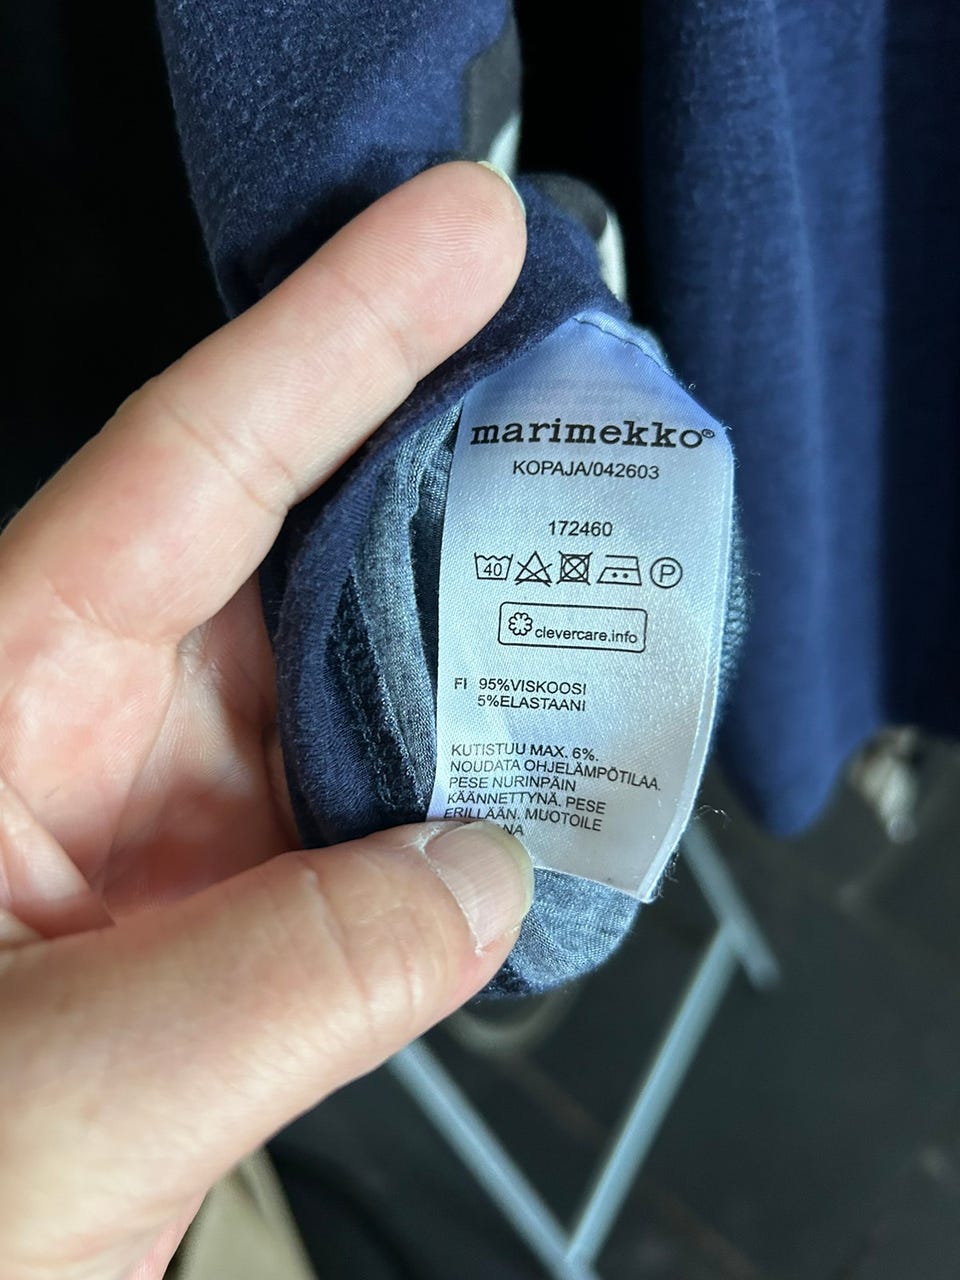 marimekko®
KOPAJA/042603
172460
40 P
clevercare.info
FI 95%VISKOOSI
5%ELASTAANI
KUTISTUU MAX. 6%.
NOUDATA OHJELÄMPÖTILAA.
PESE NURINPÄIN
KÄÄNNETTYNÄ. PESE
ERILLÄÄN. MUOTOILE